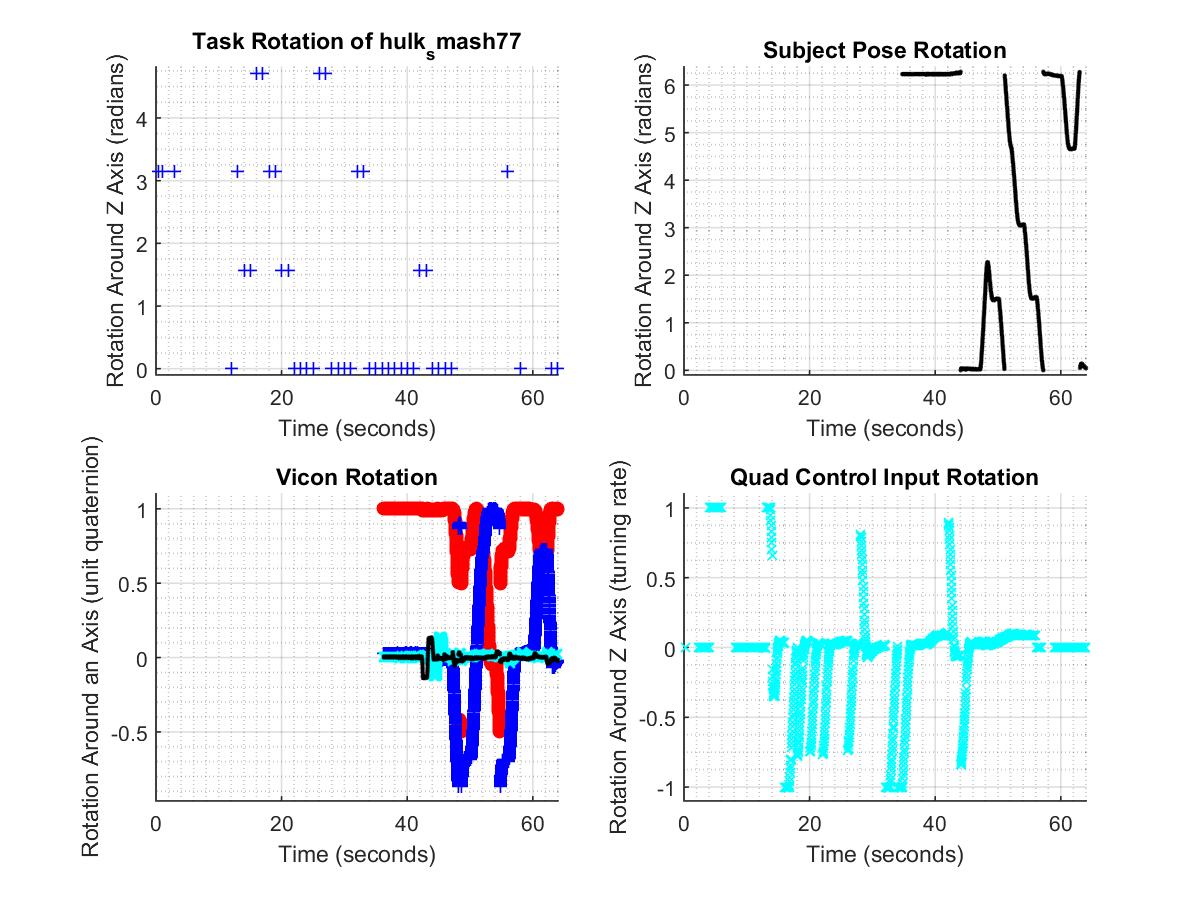 Task Rotation of hulksmash77
Rotation Around Z Axis (radians)
4
3
2
1
0
0 20 40 60
Time (seconds)
Subject Pose Rotation
Rotation Around Z Axis (radians)
6
5
4
3
2
1
0
0 20 40 60
Time (seconds)
Vicon Rotation
Rotation Around an Axis (unit quaternion)
1
0.5
0
-0.5
0 20 40 60
Time (seconds)
Quad Control Input Rotation
Rotation Around Z Axis (turning rate)
1
0.5
0
-0.5
-1
0 20 40 60
Time (seconds)